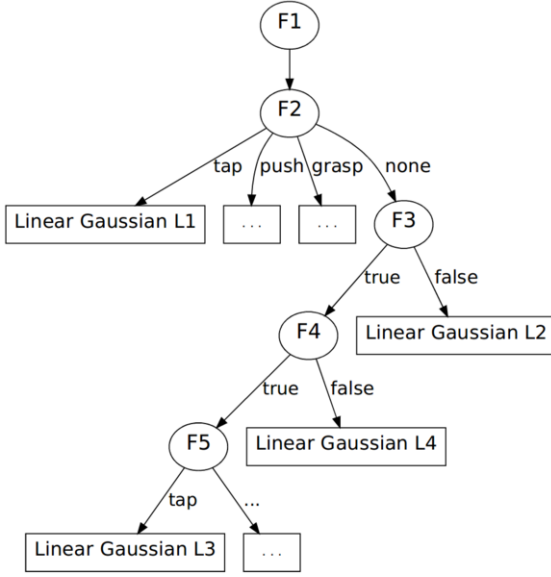 F1
F2
tap
push
grasp
none
Linear Gaussian L1
...
...
F3
true
false
F4
Linear Gaussian L2
true
false
F5
Linear Gaussian L4
tap
...
Linear Gaussian L3
...